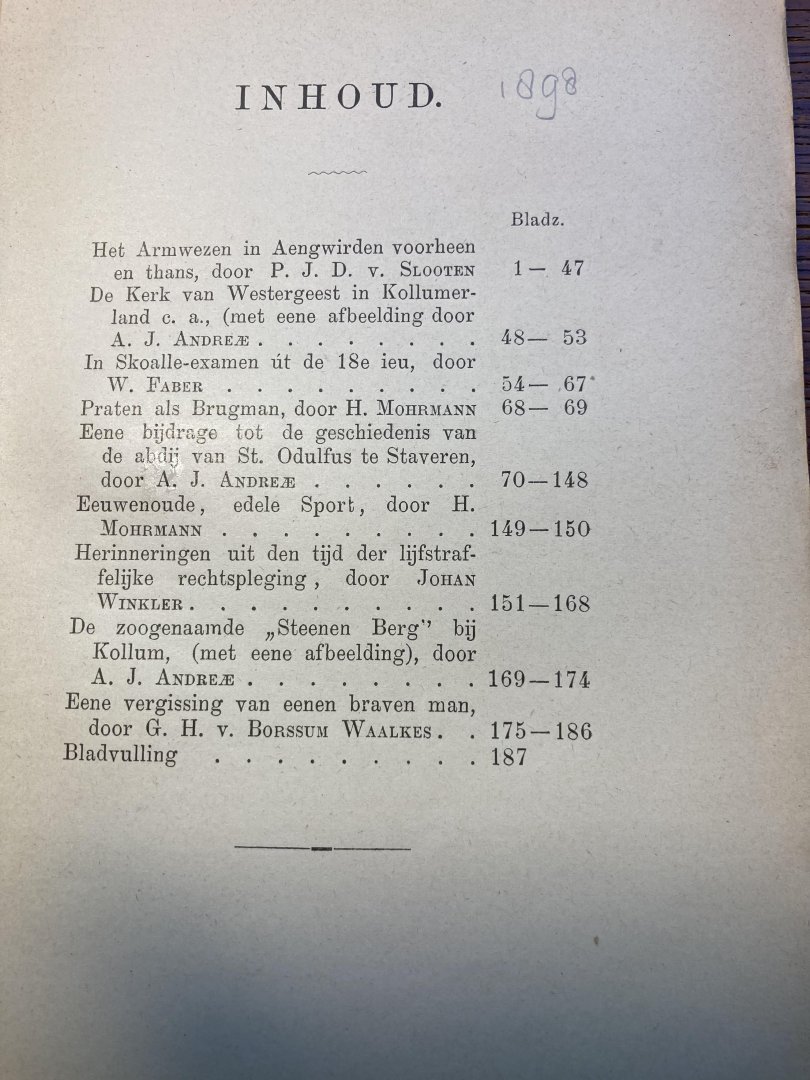 INHOUD. 1898
Bladz.
Het Armwezen in Aengwirden voorheen
en thans, door P. J. D. v. Slooten 1 — 47
De Kerk van Westergeest in Kollumer-
land c. a., (met eene afbeelding door
A. J. Andreæ . . . . . . . . 48— 53
In Skoalle-examen út de 18e ieu, door
W. Faber . . . . . . . . . 54— 67
Praten als Brugman, door H. Mohrmann 68— 69
Eene bijdrage tot de geschiedenis van
de abdij van St. Odulfus te Staveren,
door A. J. Andreæ . . . . . . 70—148
Eeuwenoude, edele Sport, door H.
Mohrmann . . . . . . . . . 149—150
Herinneringen uit den tijd der lijfstraf-
felijke rechtspleging, door Johan
Winkler . . . . . . . . . . 151—168
De zoogenaamde „Steenen Berg" bij
Kollum, (met eene afbeelding), door
A. J. Andreæ . . . . . . . . 169—174
Eene vergissing van eenen braven man,
door G. H. v. Borssum Waalkes . . 175—186
Bladvulling . . . . . . . . . 187